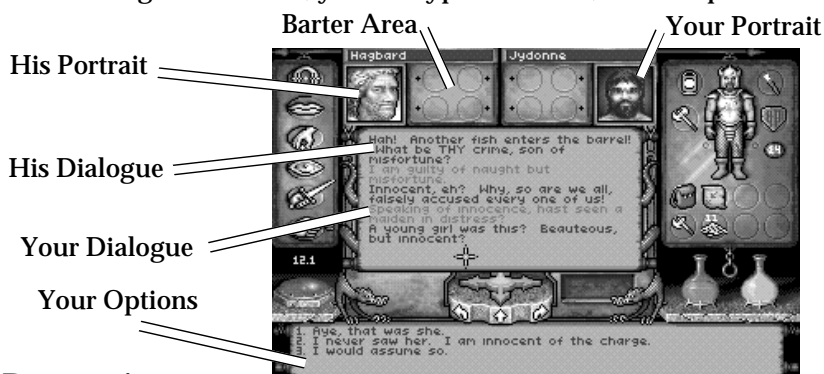 Barter Area
Your Portrait
His Portrait
Hagbard
Jydonne
His Dialogue
Hah! Another fish enters the barrel!
What be THY crime, son of
misfortune?
I am guilty of naught but
misfortune.
Innocent, eh? Why, so are we all,
falsely accused every one of us!
Speaking of innocence, hast seen a
maiden in distress?
A young girl was this? Beauteous,
but innocent?
Your Dialogue
12.1
Your Options
1. Aye, that was she.
2. I never saw her. I am innocent of the charge.
3. I would assume so.